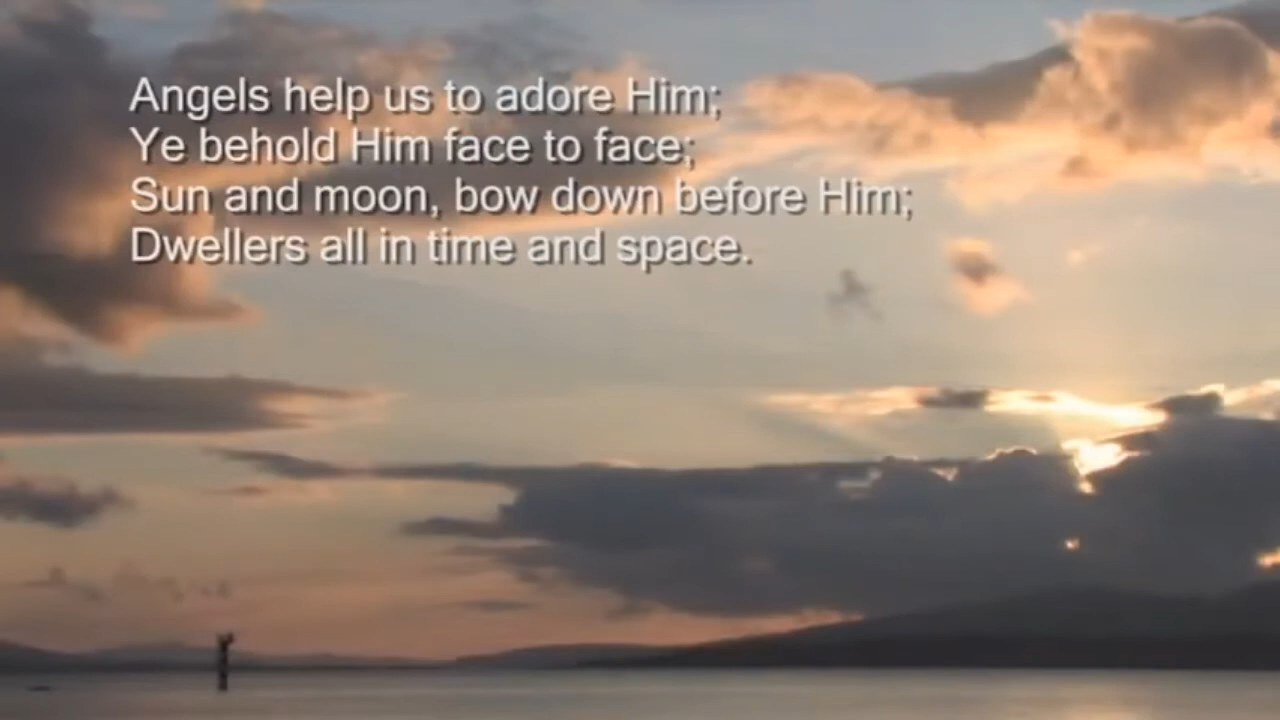 Angels help us to adore Him;
Ye behold Him face to face;
Sun and moon, bow down before Him;
Dwellers all in time and space.